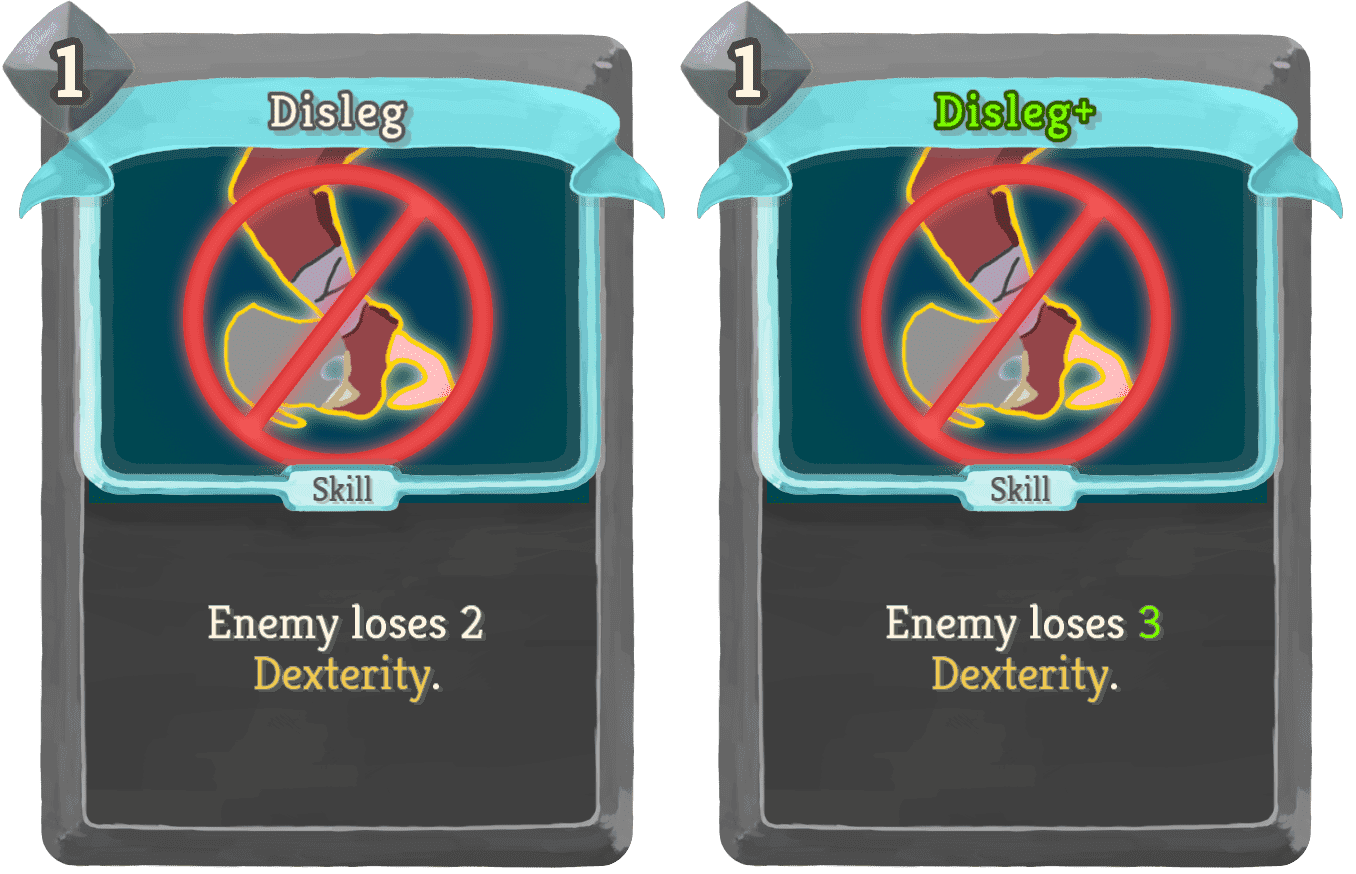 1
Disleg
Skill
Enemy loses 2
Dexterity.
1
Disleg+
Skill
Enemy loses 3
Dexterity.